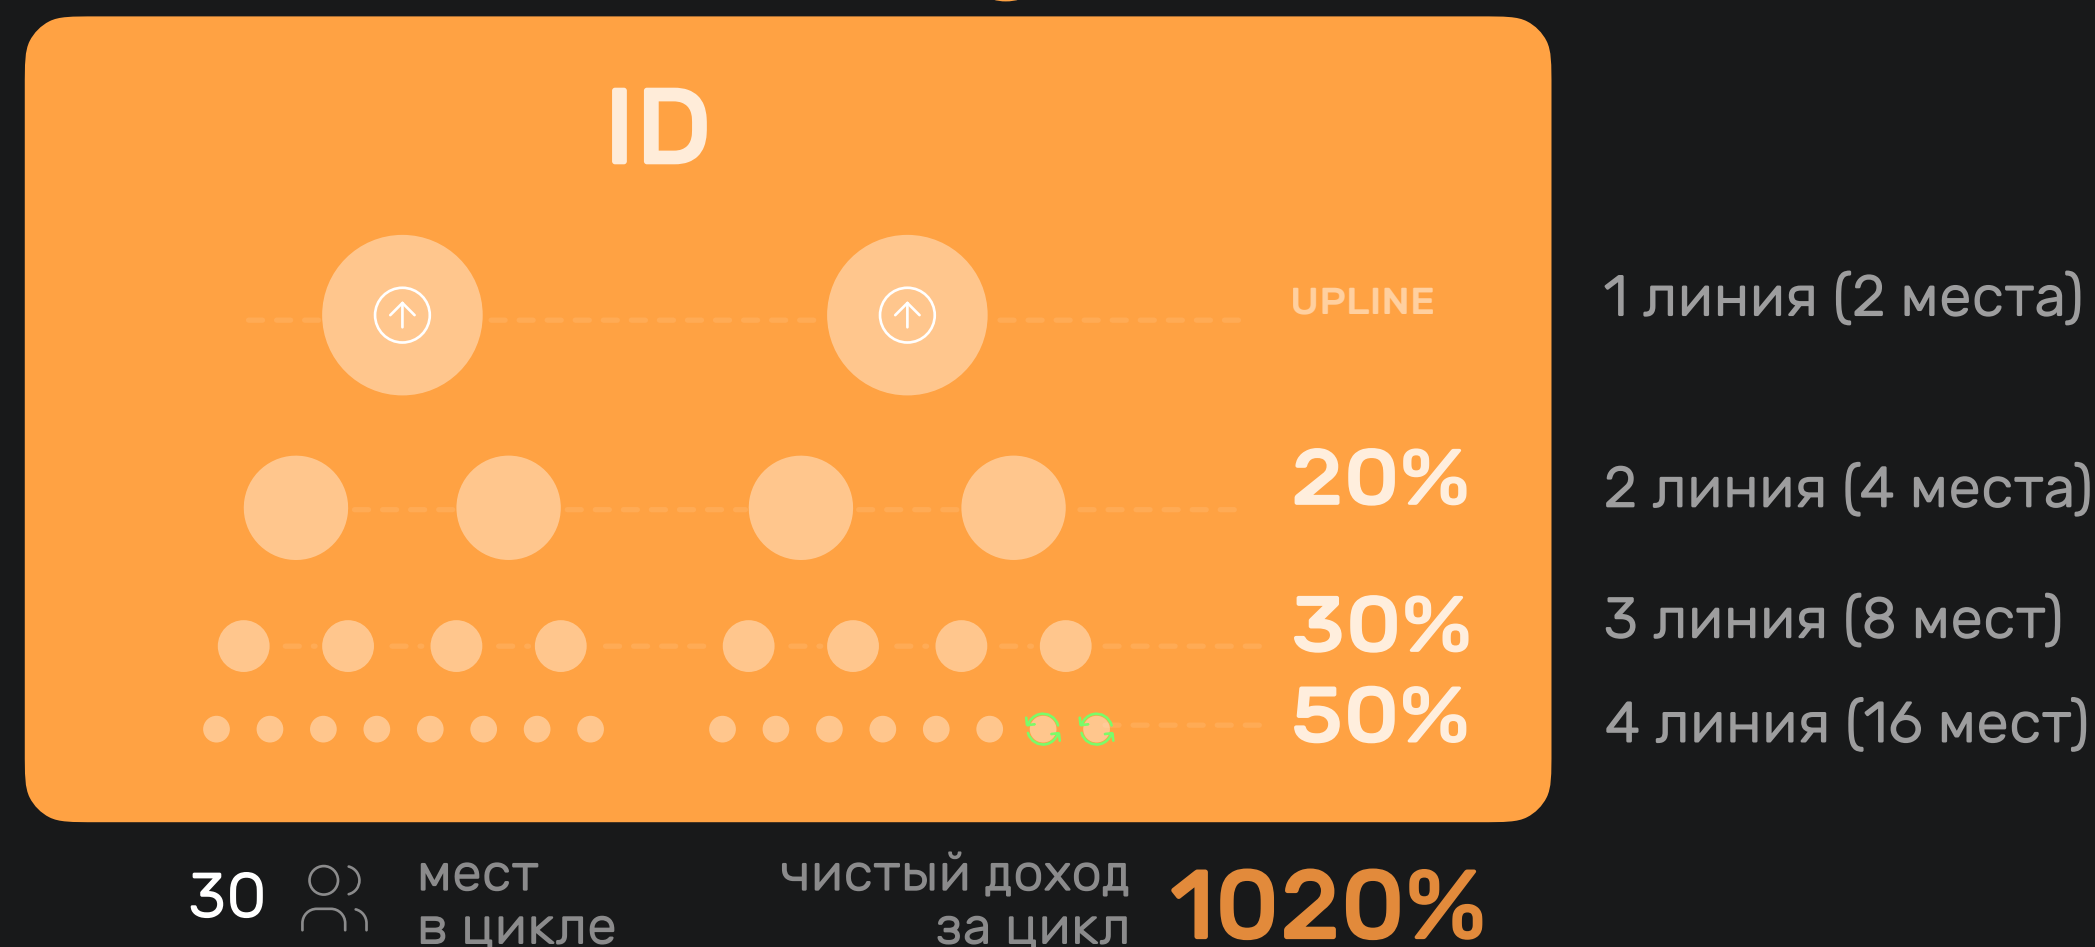 ID
UPLINE
1 линия (2 места)
20%
2 линия (4 места)
30%
3 линия (8 мест)
50%
4 линия (16 мест)
30
мест
в цикле
чистый доход
за цикл
1020%